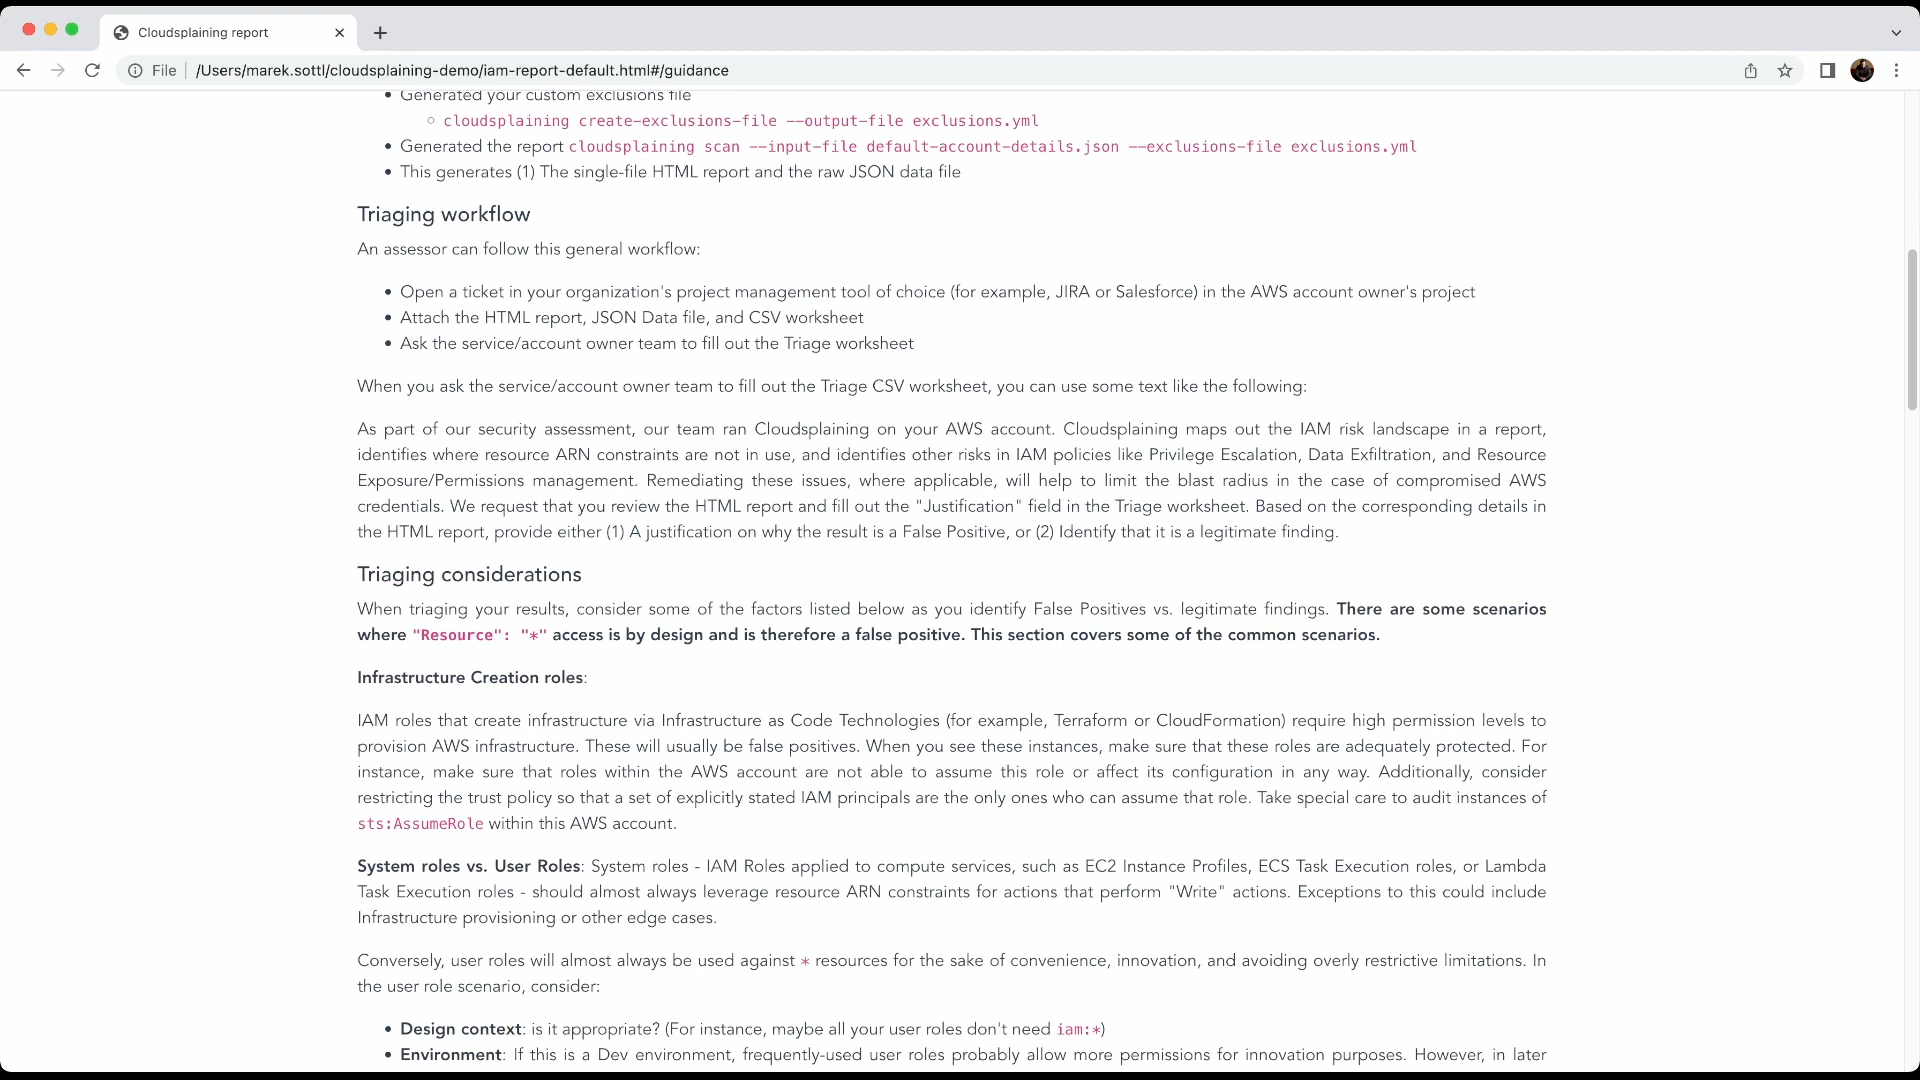 Cloudsplaining report
File
/Users/marek.sottl/cloudsplaining-demo/iam-report-default.html#/guidance
Generated your custom exclusions file
cloudsplaining create-exclusions-file --output-file exclusions.yml
Generated the report cloudsplaining scan --input-file default-account-details.json --exclusions-file exclusions.yml
This generates (1) The single-file HTML report and the raw JSON data file
Triaging workflow
An assessor can follow this general workflow:
Open a ticket in your organization's project management tool of choice (for example, JIRA or Salesforce) in the AWS account owner's project
Attach the HTML report, JSON Data file, and CSV worksheet
Ask the service/account owner team to fill out the Triage worksheet
When you ask the service/account owner team to fill out the Triage CSV worksheet, you can use some text like the following:
As part of our security assessment, our team ran Cloudsplaining on your AWS account. Cloudsplaining maps out the IAM risk landscape in a report,
identifies where resource ARN constraints are not in use, and identifies other risks in IAM policies like Privilege Escalation, Data Exfiltration, and Resource
Exposure/Permissions management. Remediating these issues, where applicable, will help to limit the blast radius in the case of compromised AWS
credentials. We request that you review the HTML report and fill out the "Justification" field in the Triage worksheet. Based on the corresponding details in
the HTML report, provide either (1) A justification on why the result is a False Positive, or (2) Identify that it is a legitimate finding.
Triaging considerations
When triaging your results, consider some of the factors listed below as you identify False Positives vs. legitimate findings. There are some scenarios
where "Resource": "*" access is by design and is therefore a false positive. This section covers some of the common scenarios.
Infrastructure Creation roles:
IAM roles that create infrastructure via Infrastructure as Code Technologies (for example, Terraform or CloudFormation) require high permission levels to
provision AWS infrastructure. These will usually be false positives. When you see these instances, make sure that these roles are adequately protected. For
instance, make sure that roles within the AWS account are not able to assume this role or affect its configuration in any way. Additionally, consider
restricting the trust policy so that a set of explicitly stated IAM principals are the only ones who can assume that role. Take special care to audit instances of
sts:AssumeRole within this AWS account.
System roles vs. User Roles: System roles - IAM Roles applied to compute services, such as EC2 Instance Profiles, ECS Task Execution roles, or Lambda
Task Execution roles - should almost always leverage resource ARN constraints for actions that perform "Write" actions. Exceptions to this could include
Infrastructure provisioning or other edge cases.
Conversely, user roles will almost always be used against * resources for the sake of convenience, innovation, and avoiding overly restrictive limitations. In
the user role scenario, consider:
Design context: is it appropriate? (For instance, maybe all your user roles don't need iam:*)
Environment: If this is a Dev environment, frequently-used user roles probably allow more permissions for innovation purposes. However, in later